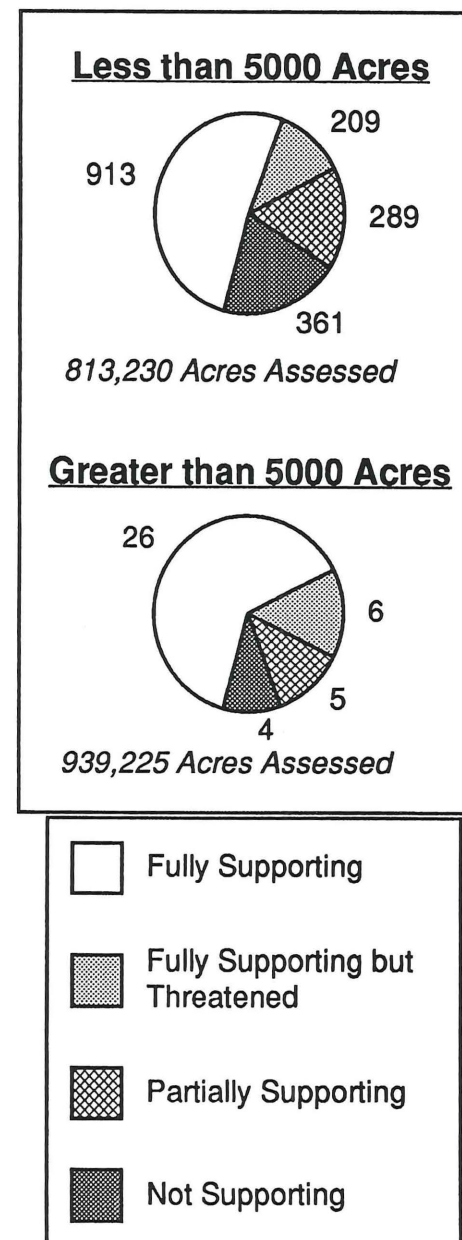 Less than 5000 Acres
209
913
289
361
813,230 Acres Assessed
Greater than 5000 Acres
26
6
5
4
939,225 Acres Assessed
Fully Supporting
Fully Supporting but
Threatened
Partially Supporting
Not Supporting